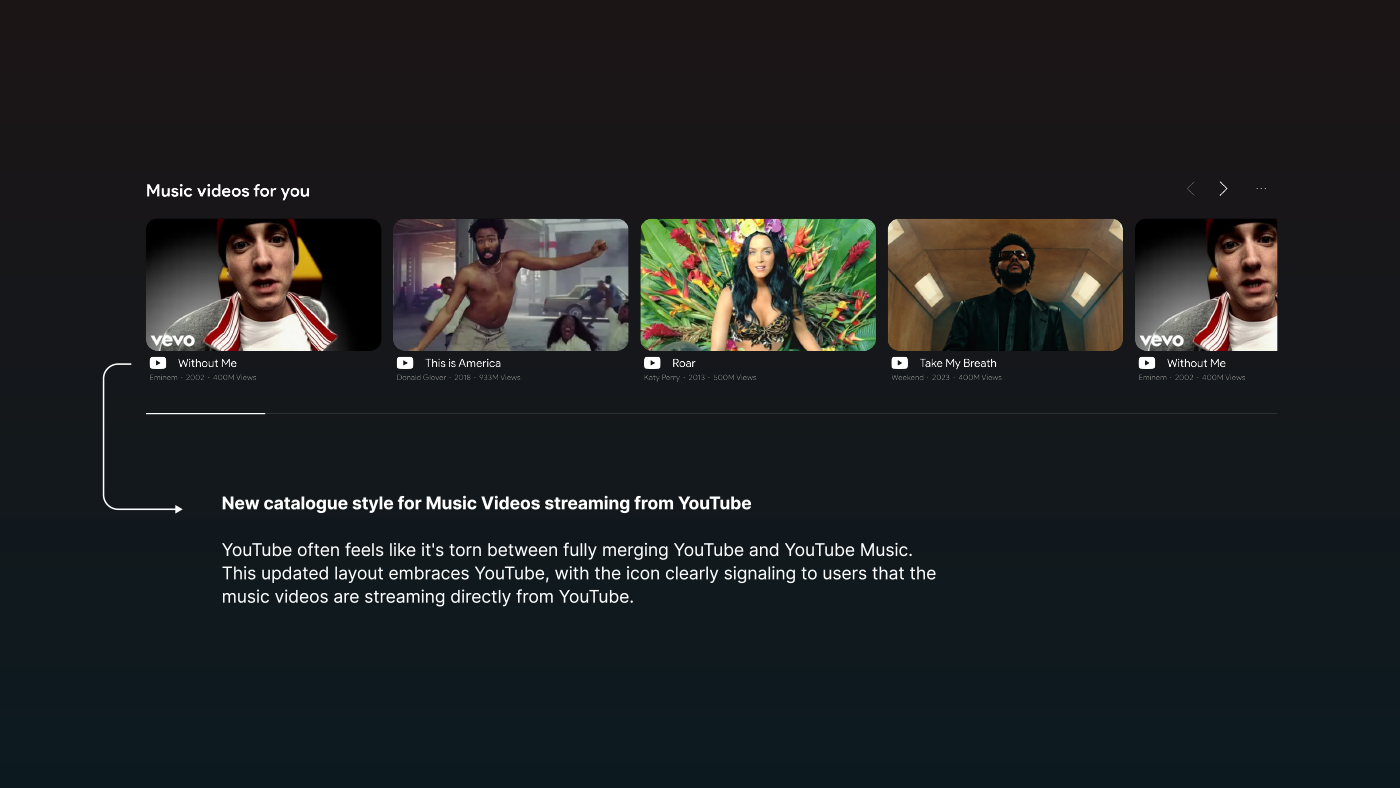 Music videos for you
vevo
vevo
Without Me
This is America
Roar
Take My Breath
Without Me
Eminem - 2002 - 400M Views
Donald Glover - 2018 - 933M Views
Katy Perry - 2013 - 500M Views
Weekend - 2023 - 400M Views
Eminem - 2002 - 400M Views
New catalogue style for Music Videos streaming from YouTube
YouTube often feels like it's torn between fully merging YouTube and YouTube Music.
This updated layout embraces YouTube, with the icon clearly signaling to users that the
music videos are streaming directly from YouTube.